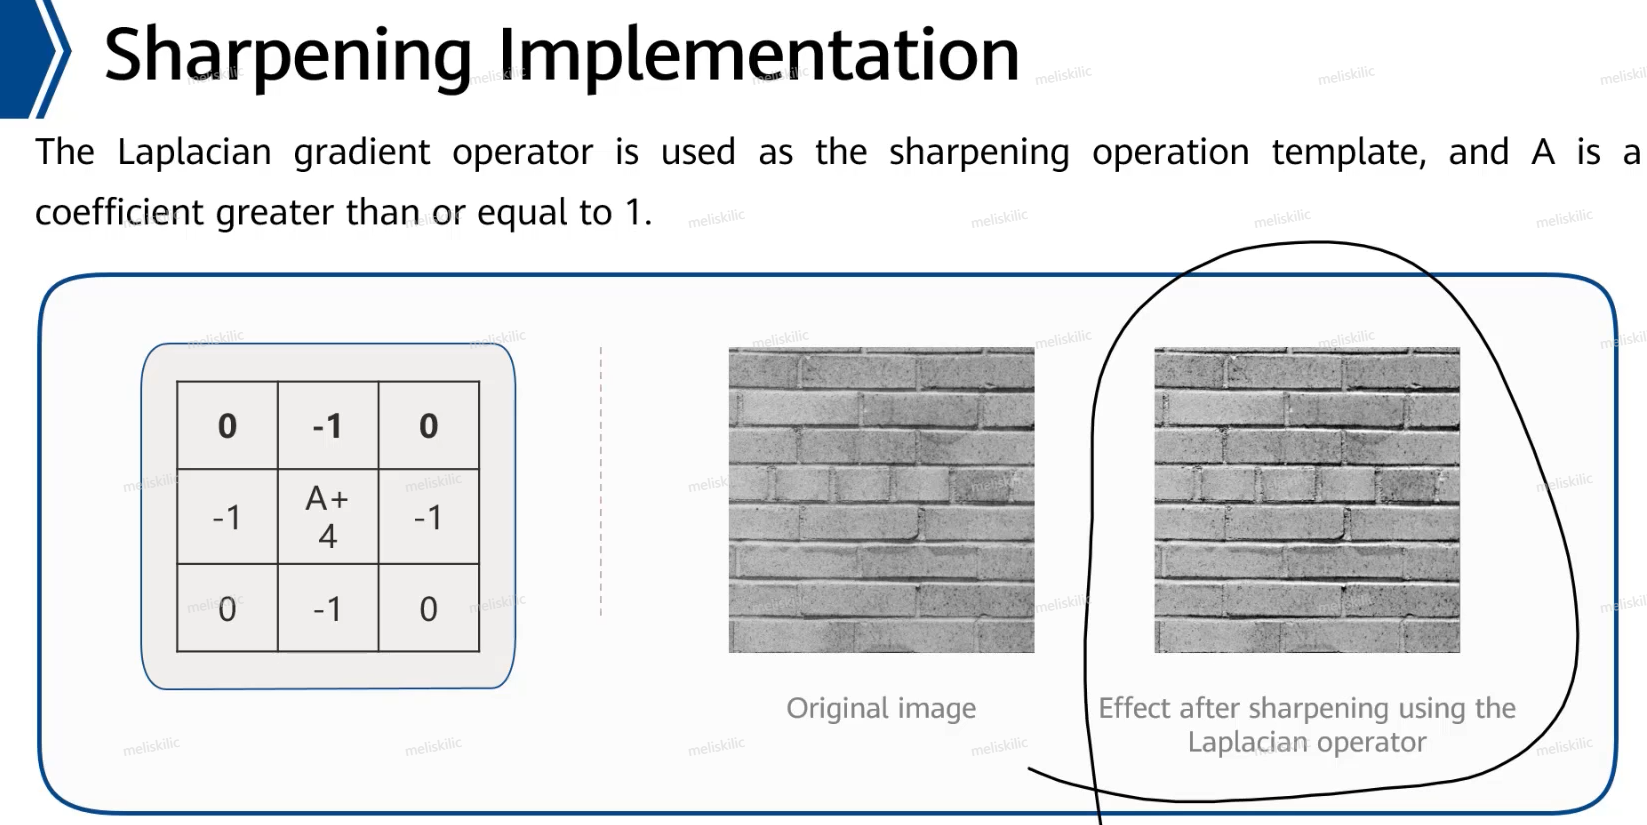 Sharpening Implementation
The Laplacian gradient operator is used as the sharpening operation template, and A is a
coefficient greater than or equal to 1.
0 -1 0
-1 A+ -1
4
0 -1 0
Original image
Effect after sharpening using the
Laplacian operator
meliskilic